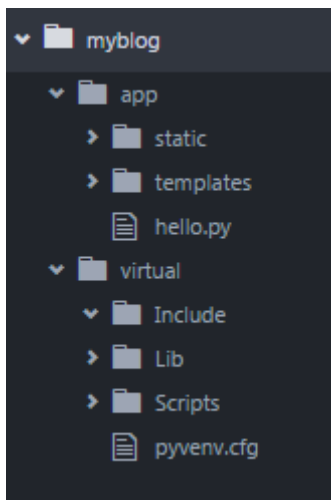 myblog
app
static
templates
hello.py
virtual
Include
Lib
Scripts
pyvenv.cfg